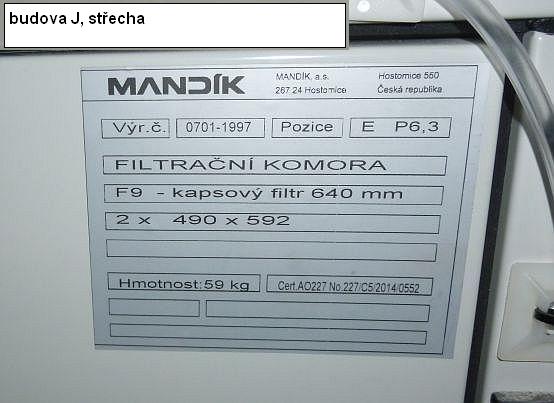 budova J, střecha
MANDÍK
MANDÍK, a.s.
267 24 Hostomice
Hostomice 550
Česká republika
Výr.č. 0701-1997 Pozice E P6,3
FILTRAČNÍ KOMORA
F9 - kapsový filtr 640 mm
2 x 490 x 592
Hmotnost:59 kg Cert.AO227 No.227/C5/2014/0552